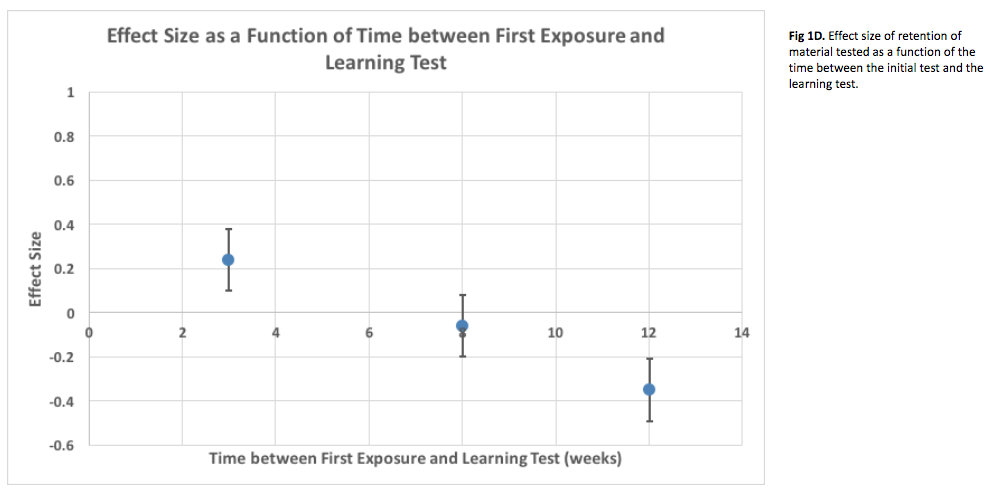 Effect Size as a Function of Time between First Exposure and
Learning Test
Fig 1D. Effect size of retention of
material tested as a function of the
time between the initial test and the
learning test.
Effect Size
1
0.8
0.6
0.4
0.2
0
-0.2
-0.4
-0.6
0 2 4 6 8 10 12 14
Time between First Exposure and Learning Test (weeks)